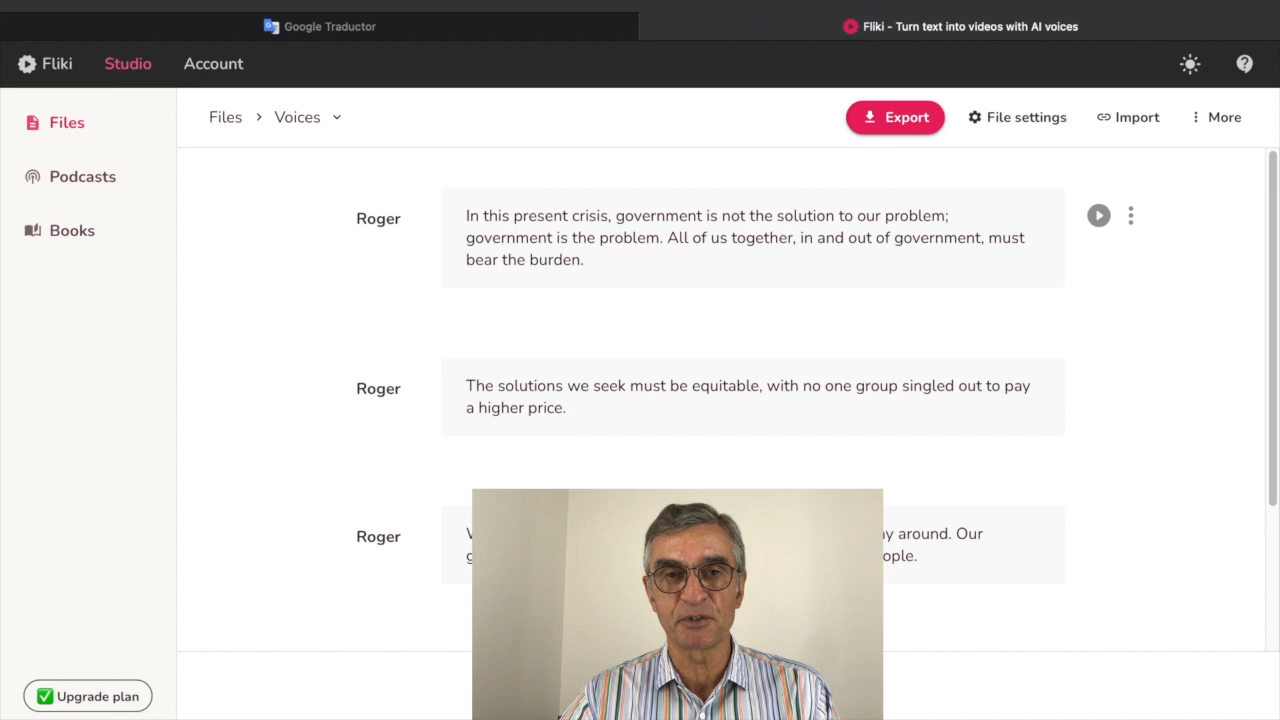 Google Traductor
Fliki - Turn text into videos with AI voices
Fliki Studio Account
Files
Podcasts
Books
Upgrade plan
Files > Voices
Export
File settings
Import
More
Roger
In this present crisis, government is not the solution to our problem;
government is the problem. All of us together, in and out of government, must
bear the burden.
Roger
The solutions we seek must be equitable, with no one group singled out to pay
a higher price.
Roger
around. Our